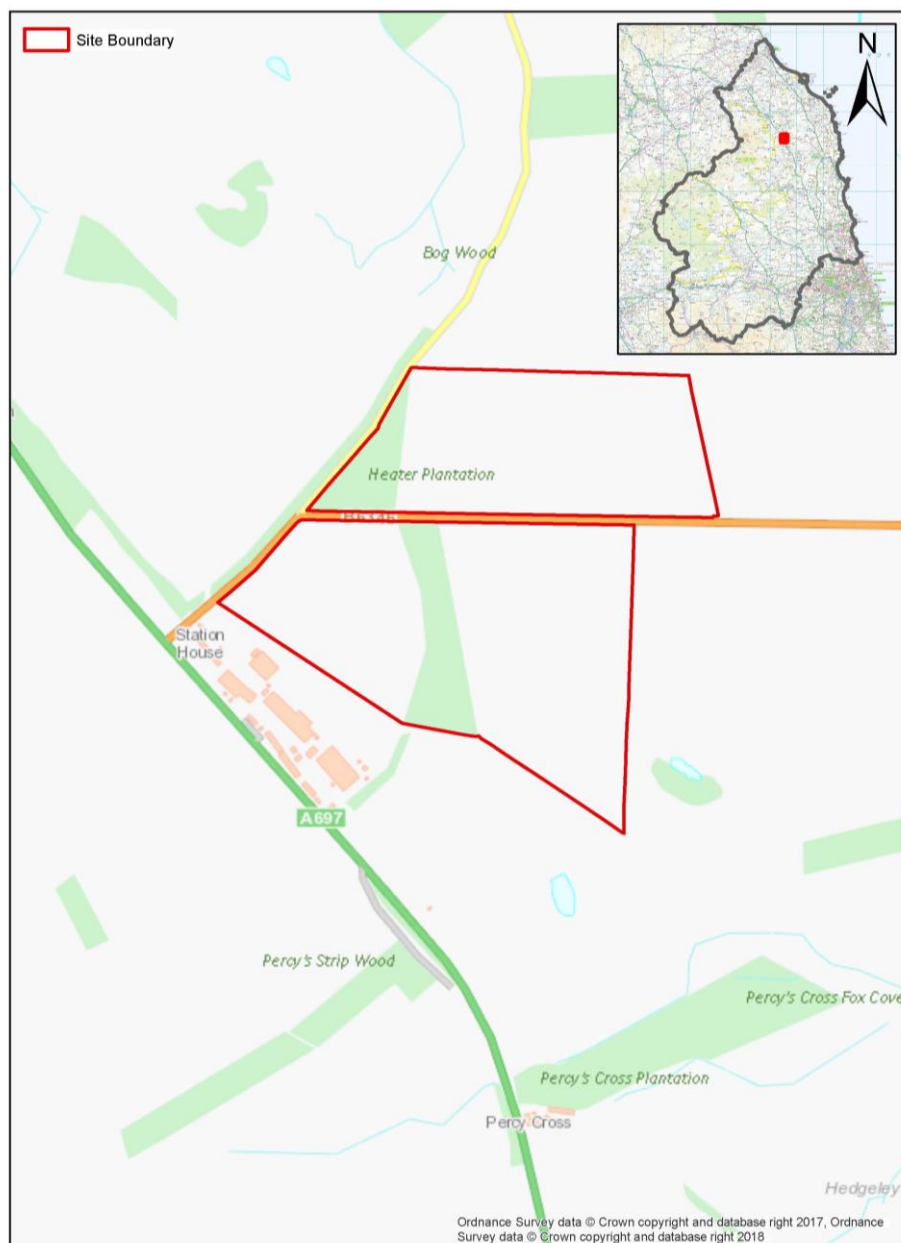 Site Boundary
N
Bog Wood
Heater Plantation
B6346
Station
House
A697
Percy's Strip Wood
Percy's Cross Fox Cove
Percy's Cross Plantation
Percy Cross
Hedgeley
Ordnance Survey data © Crown copyright and database right 2017, Ordnance
Survey data © Crown copyright and database right 2018